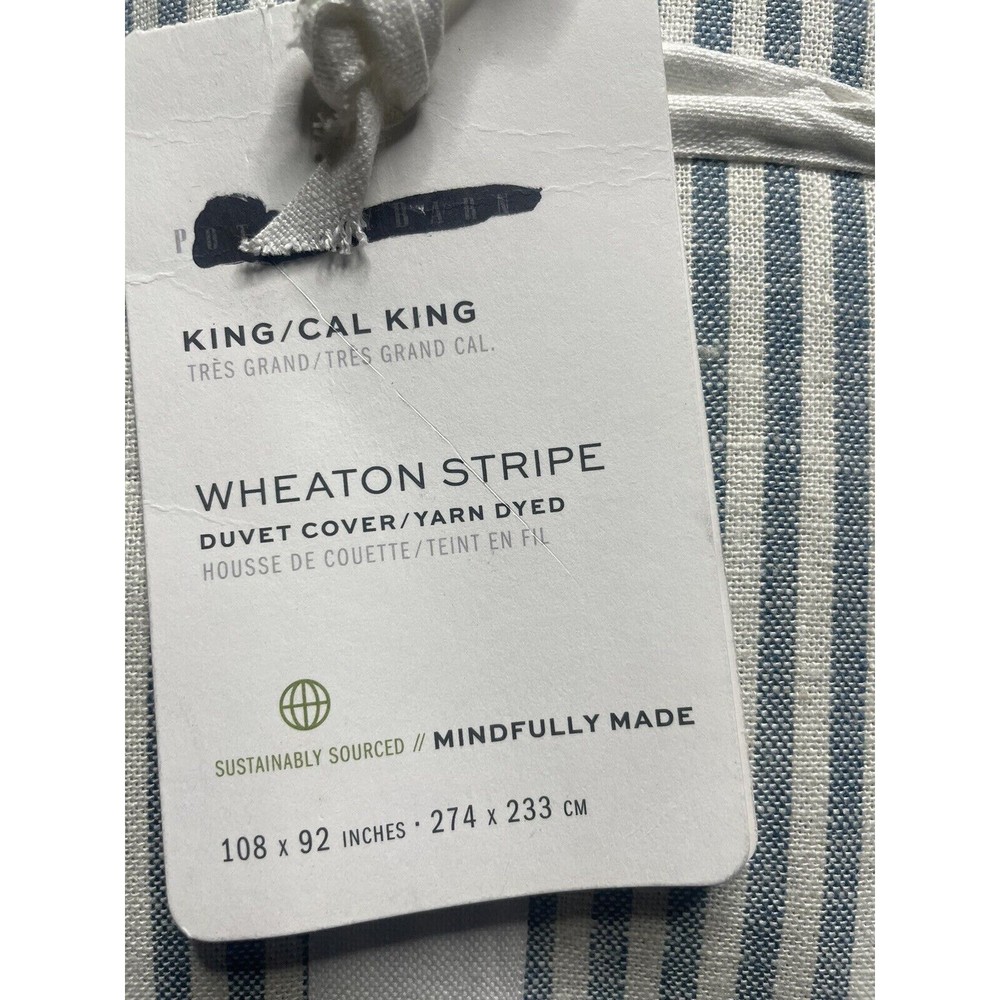 BARN
KING/CAL KING
TRÈS GRAND/TRÈS GRAND CAL.
WHEATON STRIPE
DUVET COVER/YARN DYED
HOUSSE DE COUETTE/TEINT EN FIL
SUSTAINABLY SOURCED // MINDFULLY MADE
108 x 92 INCHES · 274 x 233 CM